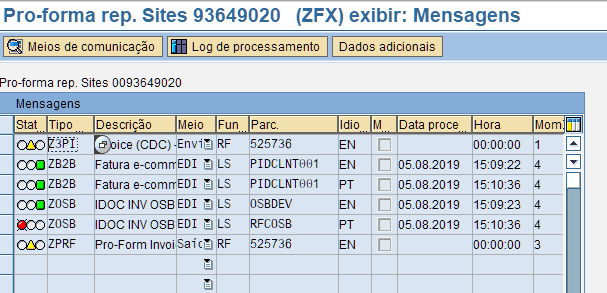 Pro-forma rep. Sites 93649020 (ZFX) exibir: Mensagens
Meios de comunicação Log de processamento Dados adicionais
Pro-forma rep. Sites 0093649020
Mensagens
Stat... Tipo ... Descrição Meio Fun... Parc. Idio... M... Data proce... Hora Mom.
Z3PI oice (CDC) - Envi RF 525736 EN 00:00:00 1
ZB2B Fatura e-comm EDI LS PIDCLNT001 EN 05.08.2019 15:09:22 4
ZB2B Fatura e-comm EDI LS PIDCLNT001 PT 05.08.2019 15:10:36 4
ZOSB IDOC INV OSB EDI LS OSBDEV EN 05.08.2019 15:09:23 4
ZOSB IDOC INV OSB EDI LS RFCOSB PT 05.08.2019 15:10:36 4
ZPRF Pro-Form Invoi Saíd RF 525736 EN 00:00:00 3